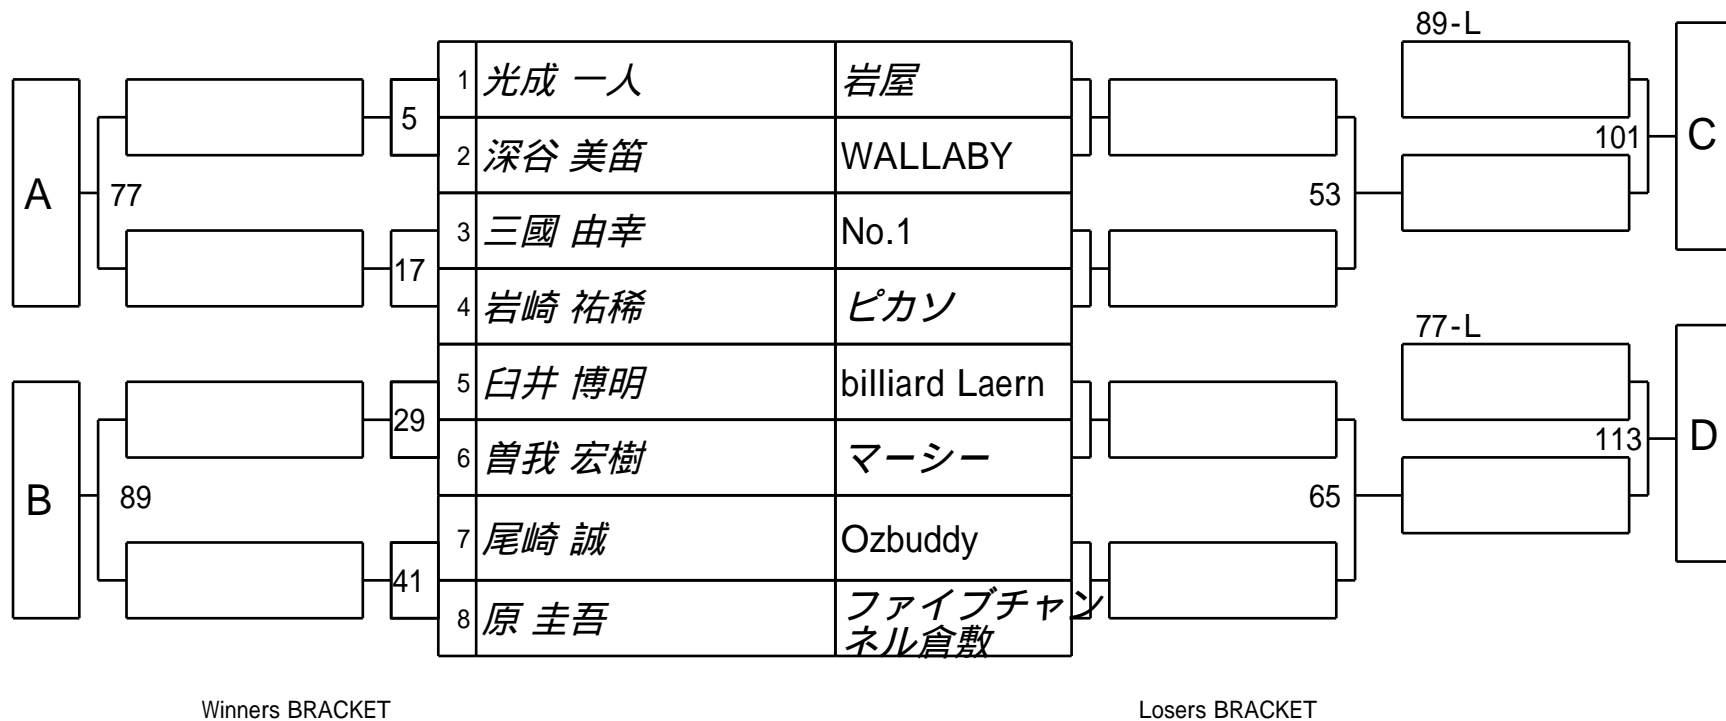 89-L
1 光成 一人 岩屋
5
2 深谷 美笛 WALLABY
101 C
A 77
53
3 三國 由幸 No.1
17
4 岩崎 祐稀 ピカソ
77-L
5 臼井 博明 billiard Laern
29
6 曽我 宏樹 マーシー
113 D
B 89
65
7 尾崎 誠 Ozbuddy
41
8 原 圭吾 ファイブチャン
ネル倉敷
Winners BRACKET
Losers BRACKET